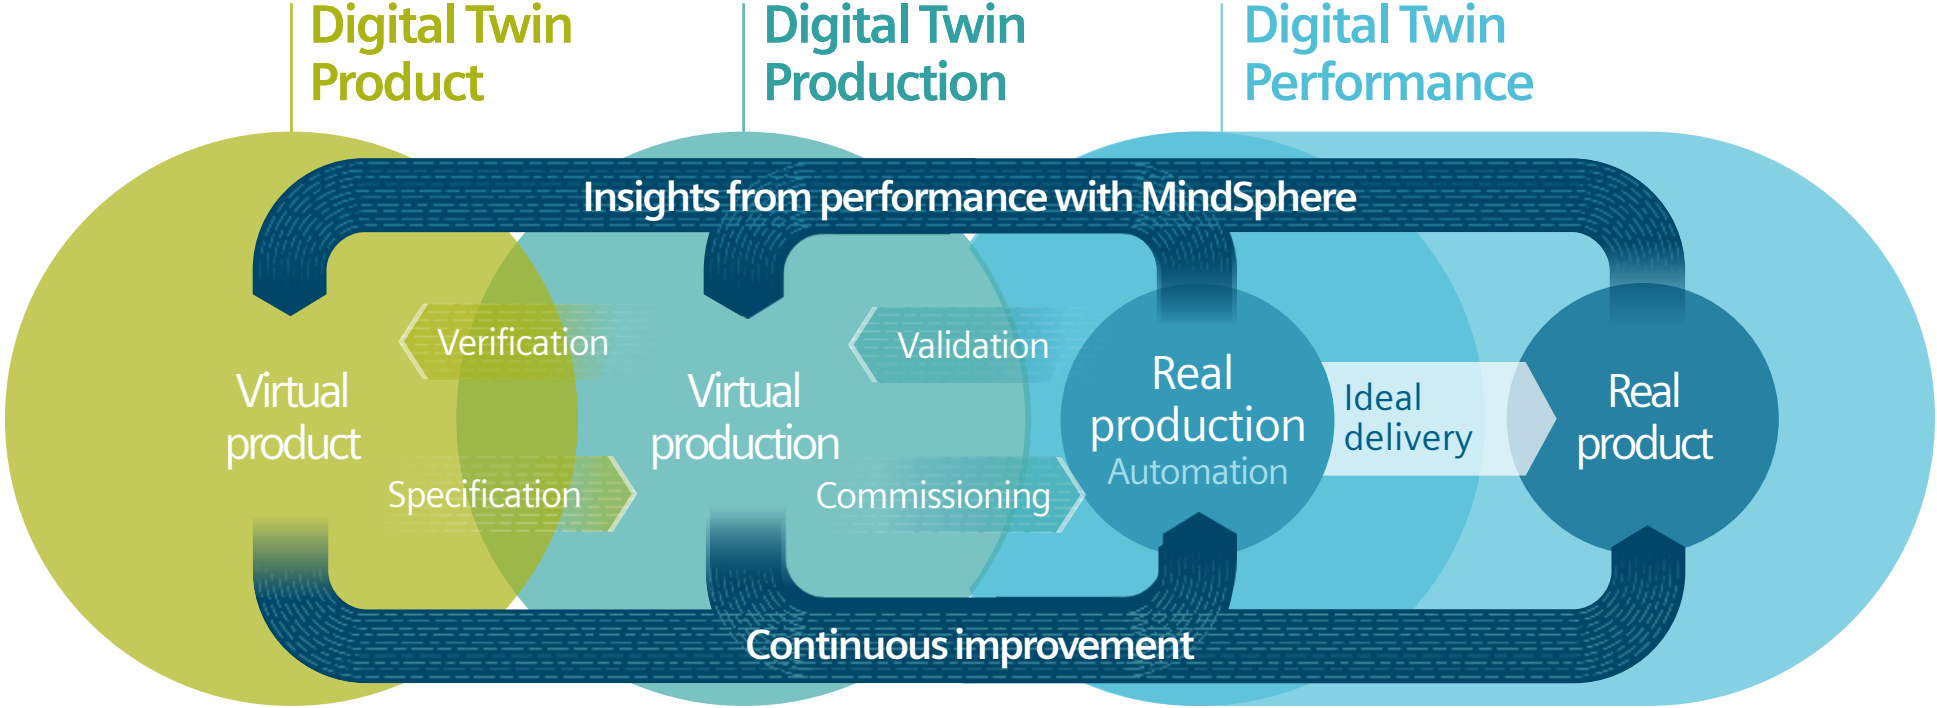 Digital Twin
Product
Digital Twin
Production
Digital Twin
Performance
Insights from performance with MindSphere
Verification
Validation
Virtual
product
Virtual
production
Real
production
Automation
Ideal
delivery
Real
product
Specification
Commissioning
Continuous improvement